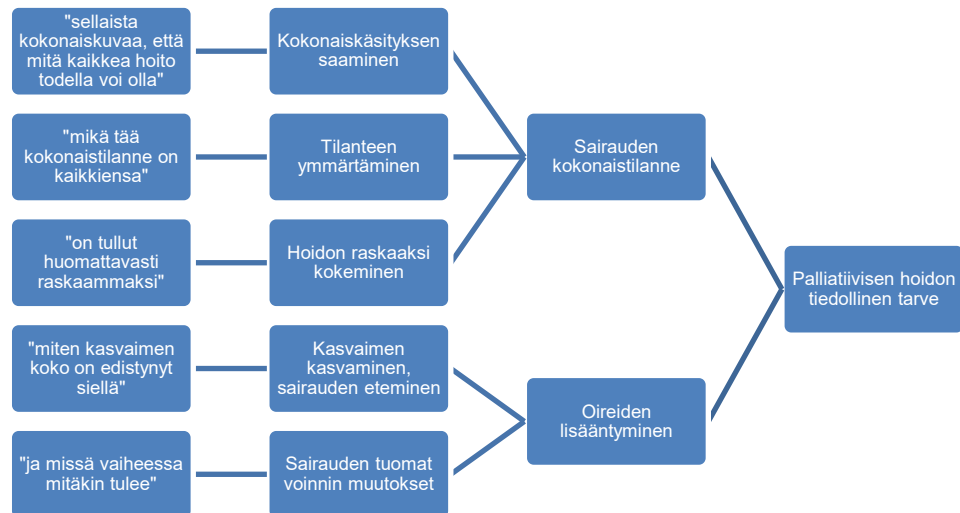 "sellaista
kokonaiskuvaa, että
mitä kaikkea hoito
todella voi olla"
Kokonaiskäsityksen
saaminen
"mikä tää
kokonaistilanne on
kaikkiensa"
Tilanteen
ymmärtäminen
Sairauden
kokonaistilanne
"on tullut
huomattavasti
raskaammaksi"
Hoidon raskaaksi
kokeminen
Palliatiivisen hoidon
tiedollinen tarve
"miten kasvaimen
koko on edistynyt
siellä"
Kasvaimen
kasvaminen,
sairauden eteminen
Oireiden
lisääntyminen
"ja missä vaiheessa
mitäkin tulee"
Sairauden tuomat
voinnin muutokset